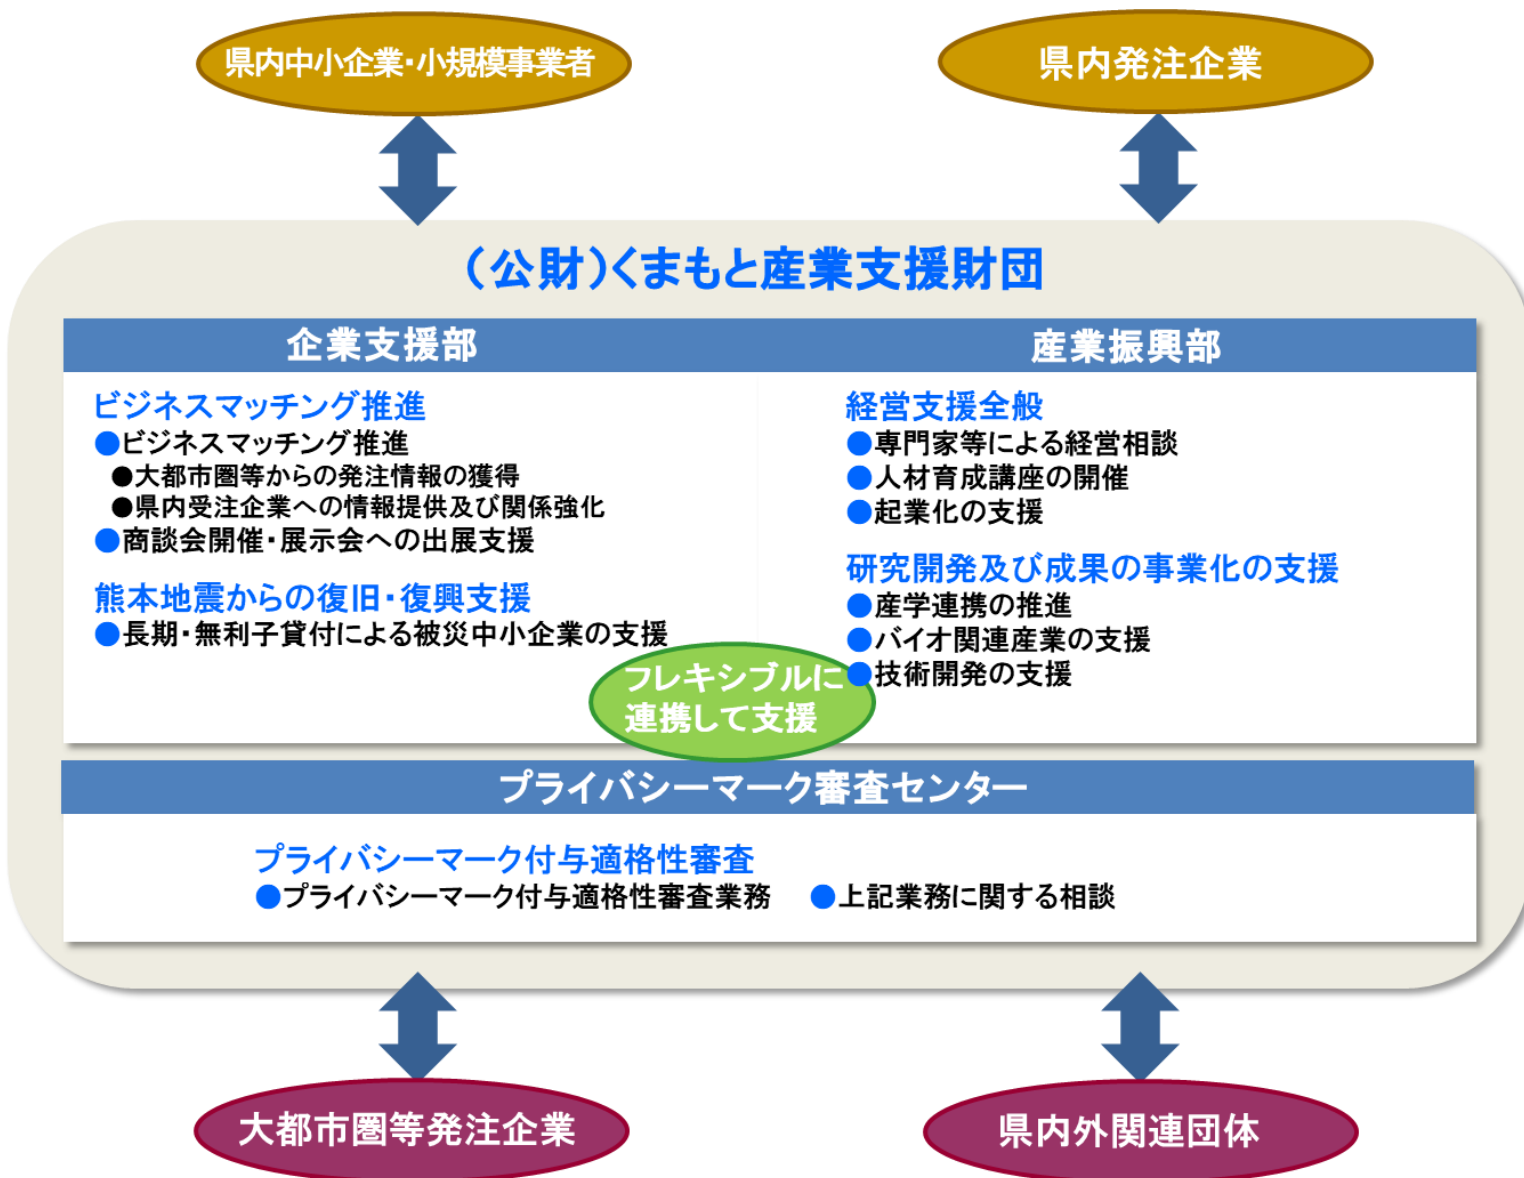 県内中小企業・小規模事業者
県内発注企業
（公財）くまもと産業支援財団
企業支援部
ビジネスマッチング推進
●ビジネスマッチング推進
●大都市圏等からの発注情報の獲得
●県内受注企業への情報提供及び関係強化
●商談会開催・展示会への出展支援
熊本地震からの復旧・復興支援
●長期・無利子貸付による被災中小企業の支援
産業振興部
経営支援全般
●専門家等による経営相談
●人材育成講座の開催
●起業化の支援
研究開発及び成果の事業化の支援
●産学連携の推進
●バイオ関連産業の支援
●技術開発の支援
フレキシブルに
連携して支援
プライバシーマーク審査センター
プライバシーマーク付与適格性審査
●プライバシーマーク付与適格性審査業務 ●上記業務に関する相談
大都市圏等発注企業
県内外関連団体